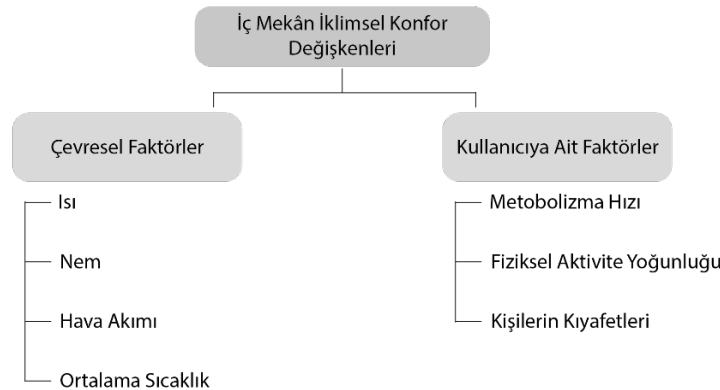 İç Mekân İklimsel Konfor
Değişkenleri
Çevresel Faktörler
Isı
Nem
Hava Akımı
Ortalama Sıcaklık
Kullanıcıya Ait Faktörler
Metobolizma Hızı
Fiziksel Aktivite Yoğunluğu
Kişilerin Kıyafetleri